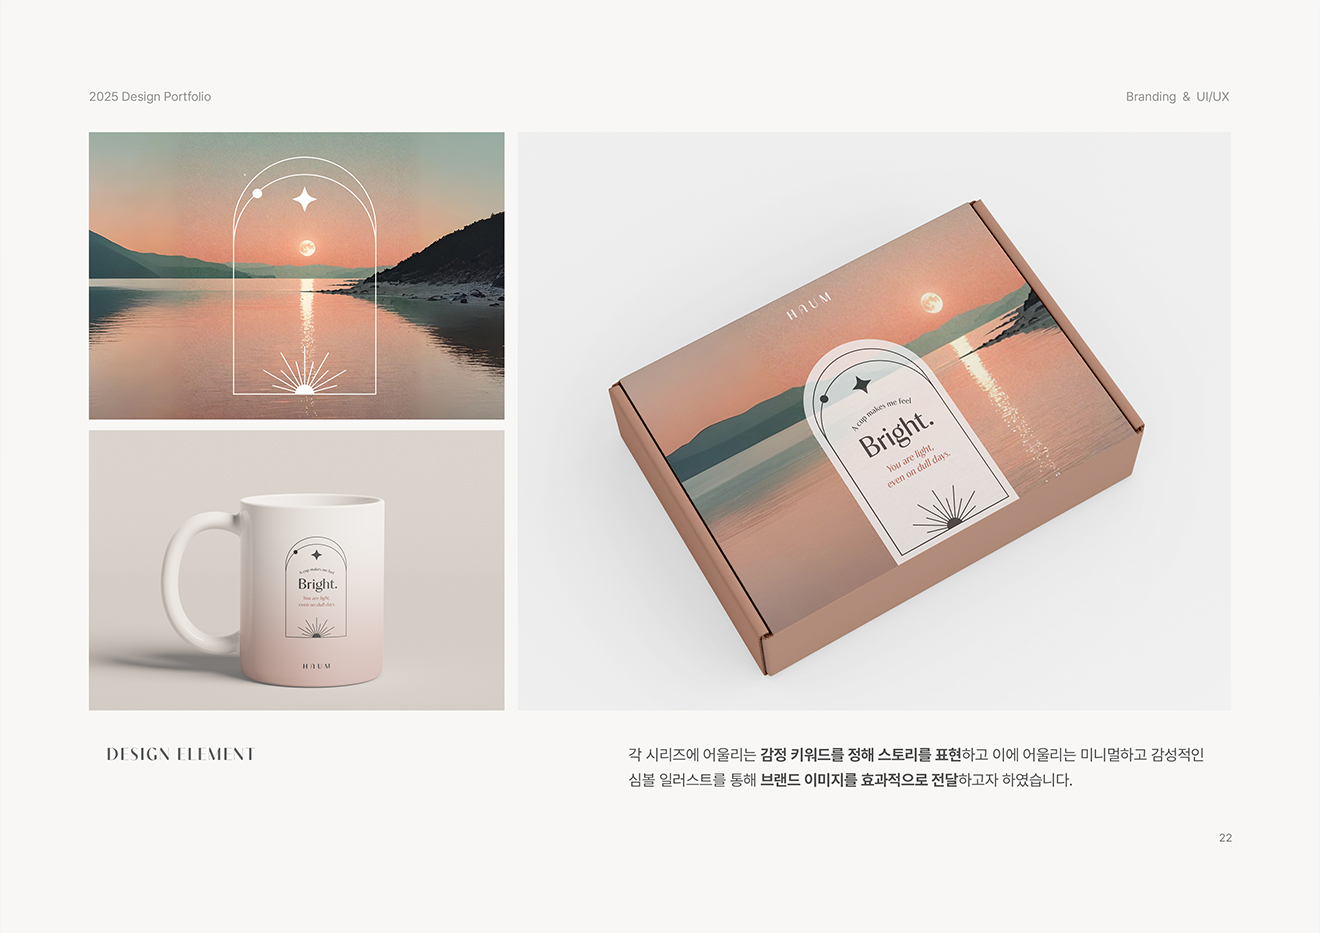 2025 Design Portfolio
Branding & UI/UX
HAUM
A cup makes me feel
Bright.
You are light,
even on dull days.
A cup makes me feel
Bright.
You are light,
even on dull days.
HAUM
DESIGN ELEMENT
각 시리즈에 어울리는 감정 키워드를 정해 스토리를 표현하고 이에 어울리는 미니멀하고 감성적인
심볼 일러스트를 통해 브랜드 이미지를 효과적으로 전달하고자 하였습니다.
22